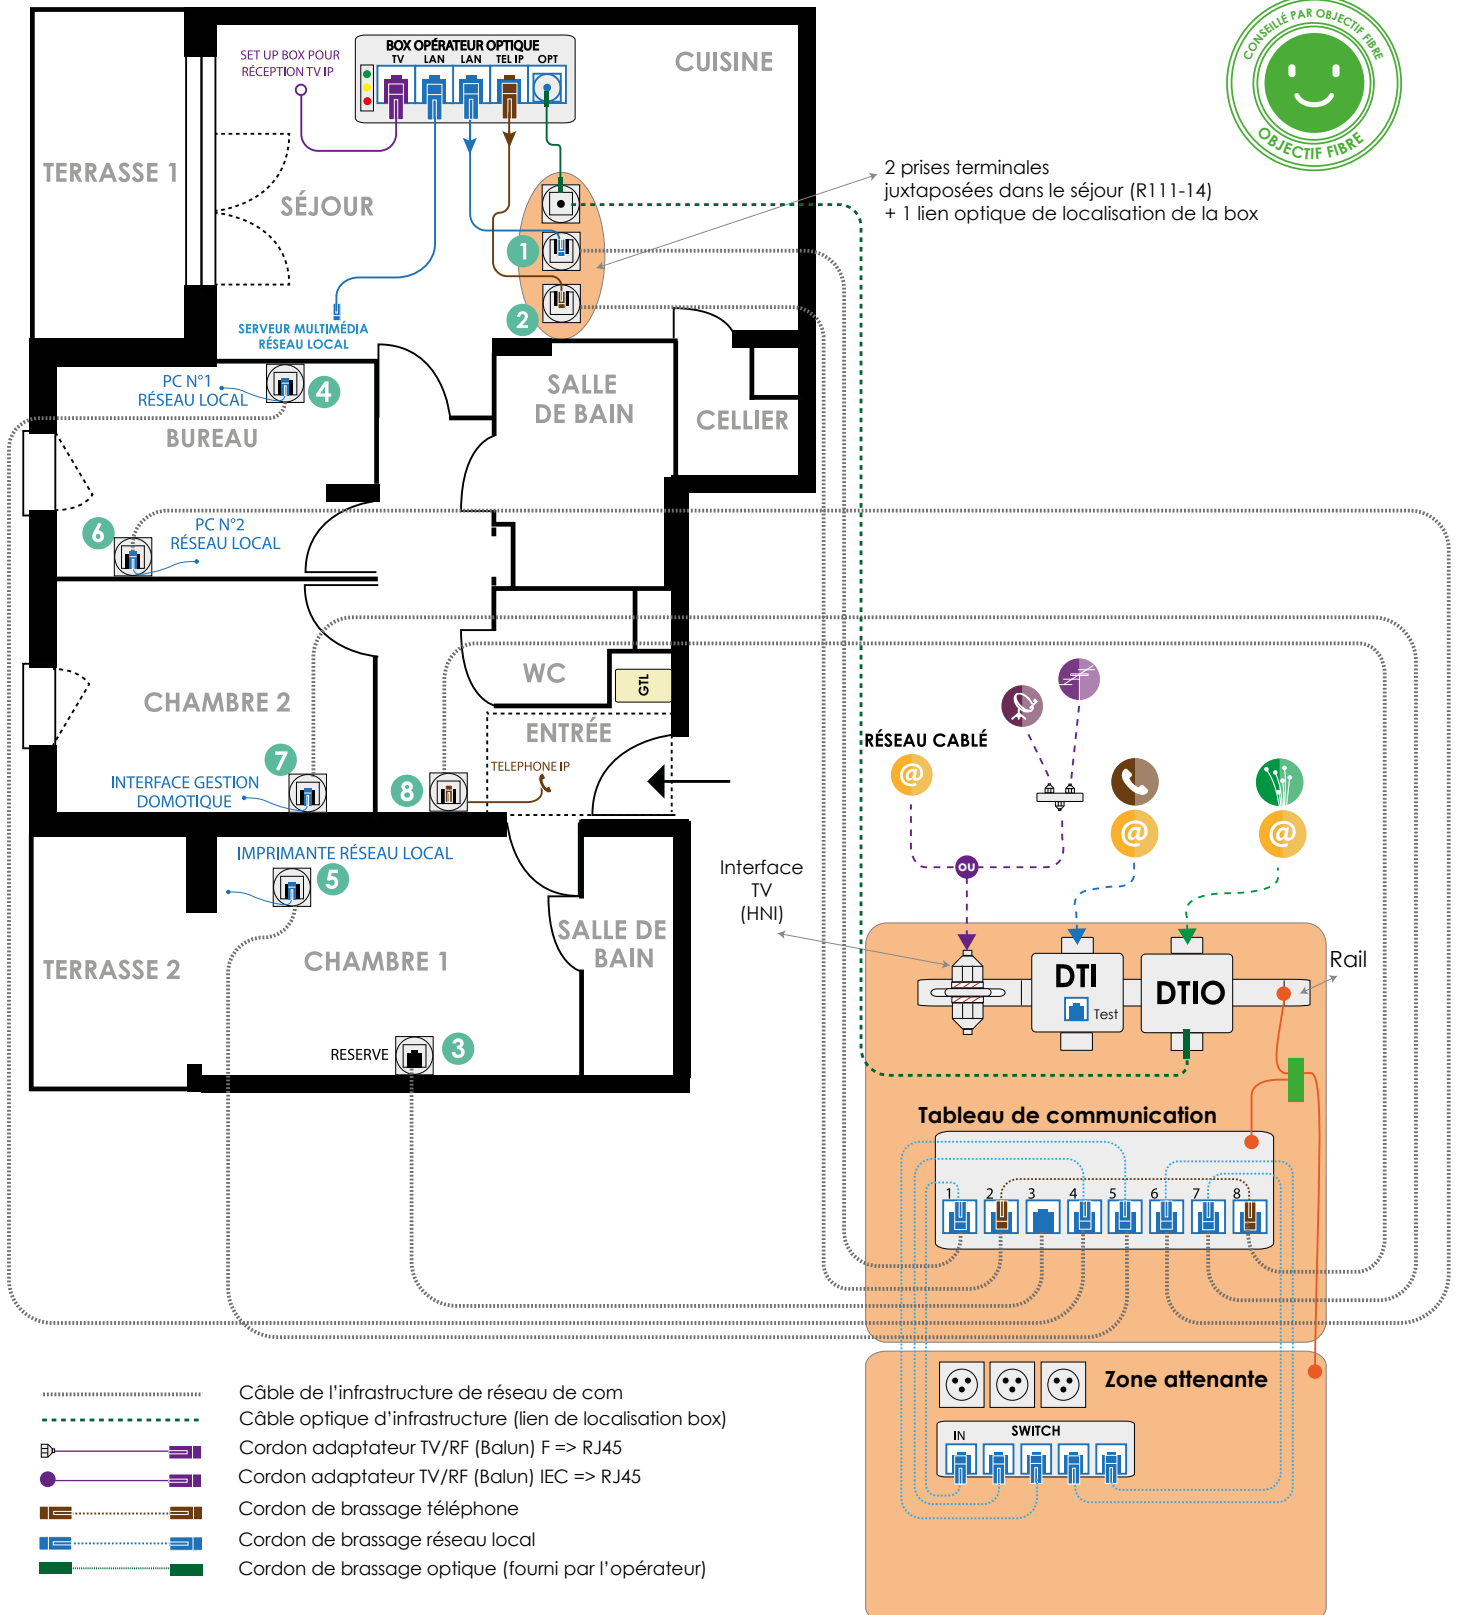 CONSEILLÉ PAR OBJECTIF FIBRE
OBJECTIF FIBRE
SET UP BOX POUR
RÉCEPTION TV IP
BOX OPÉRATEUR OPTIQUE
TV LAN LAN TEL IP OPT
CUISINE
TERRASSE 1
SÉJOUR
2 prises terminales
juxtaposées dans le séjour (R111-14)
+ 1 lien optique de localisation de la box
1
2
SERVEUR MULTIMÉDIA
RÉSEAU LOCAL
PC N°1
RÉSEAU LOCAL
4
BUREAU
SALLE
DE BAIN
CELLIER
6
PC N°2
RÉSEAU LOCAL
WC
GTL
CHAMBRE 2
ENTRÉE
7
INTERFACE GESTION
DOMOTIQUE
8
TELEPHONE IP
RÉSEAU CABLÉ
@
@
@
OU
IMPRIMANTE RÉSEAU LOCAL
5
Interface
TV
(HNI)
TERRASSE 2
CHAMBRE 1
SALLE DE
BAIN
DTI
Test
DTIO
Rail
RESERVE
3
Tableau de communication
1 2 3 4 5 6 7 8
Zone attenante
IN SWITCH
Câble de l'infrastructure de réseau de com
Câble optique d'infrastructure (lien de localisation box)
Cordon adaptateur TV/RF (Balun) F => RJ45
Cordon adaptateur TV/RF (Balun) IEC => RJ45
Cordon de brassage téléphone
Cordon de brassage réseau local
Cordon de brassage optique (fourni par l'opérateur)